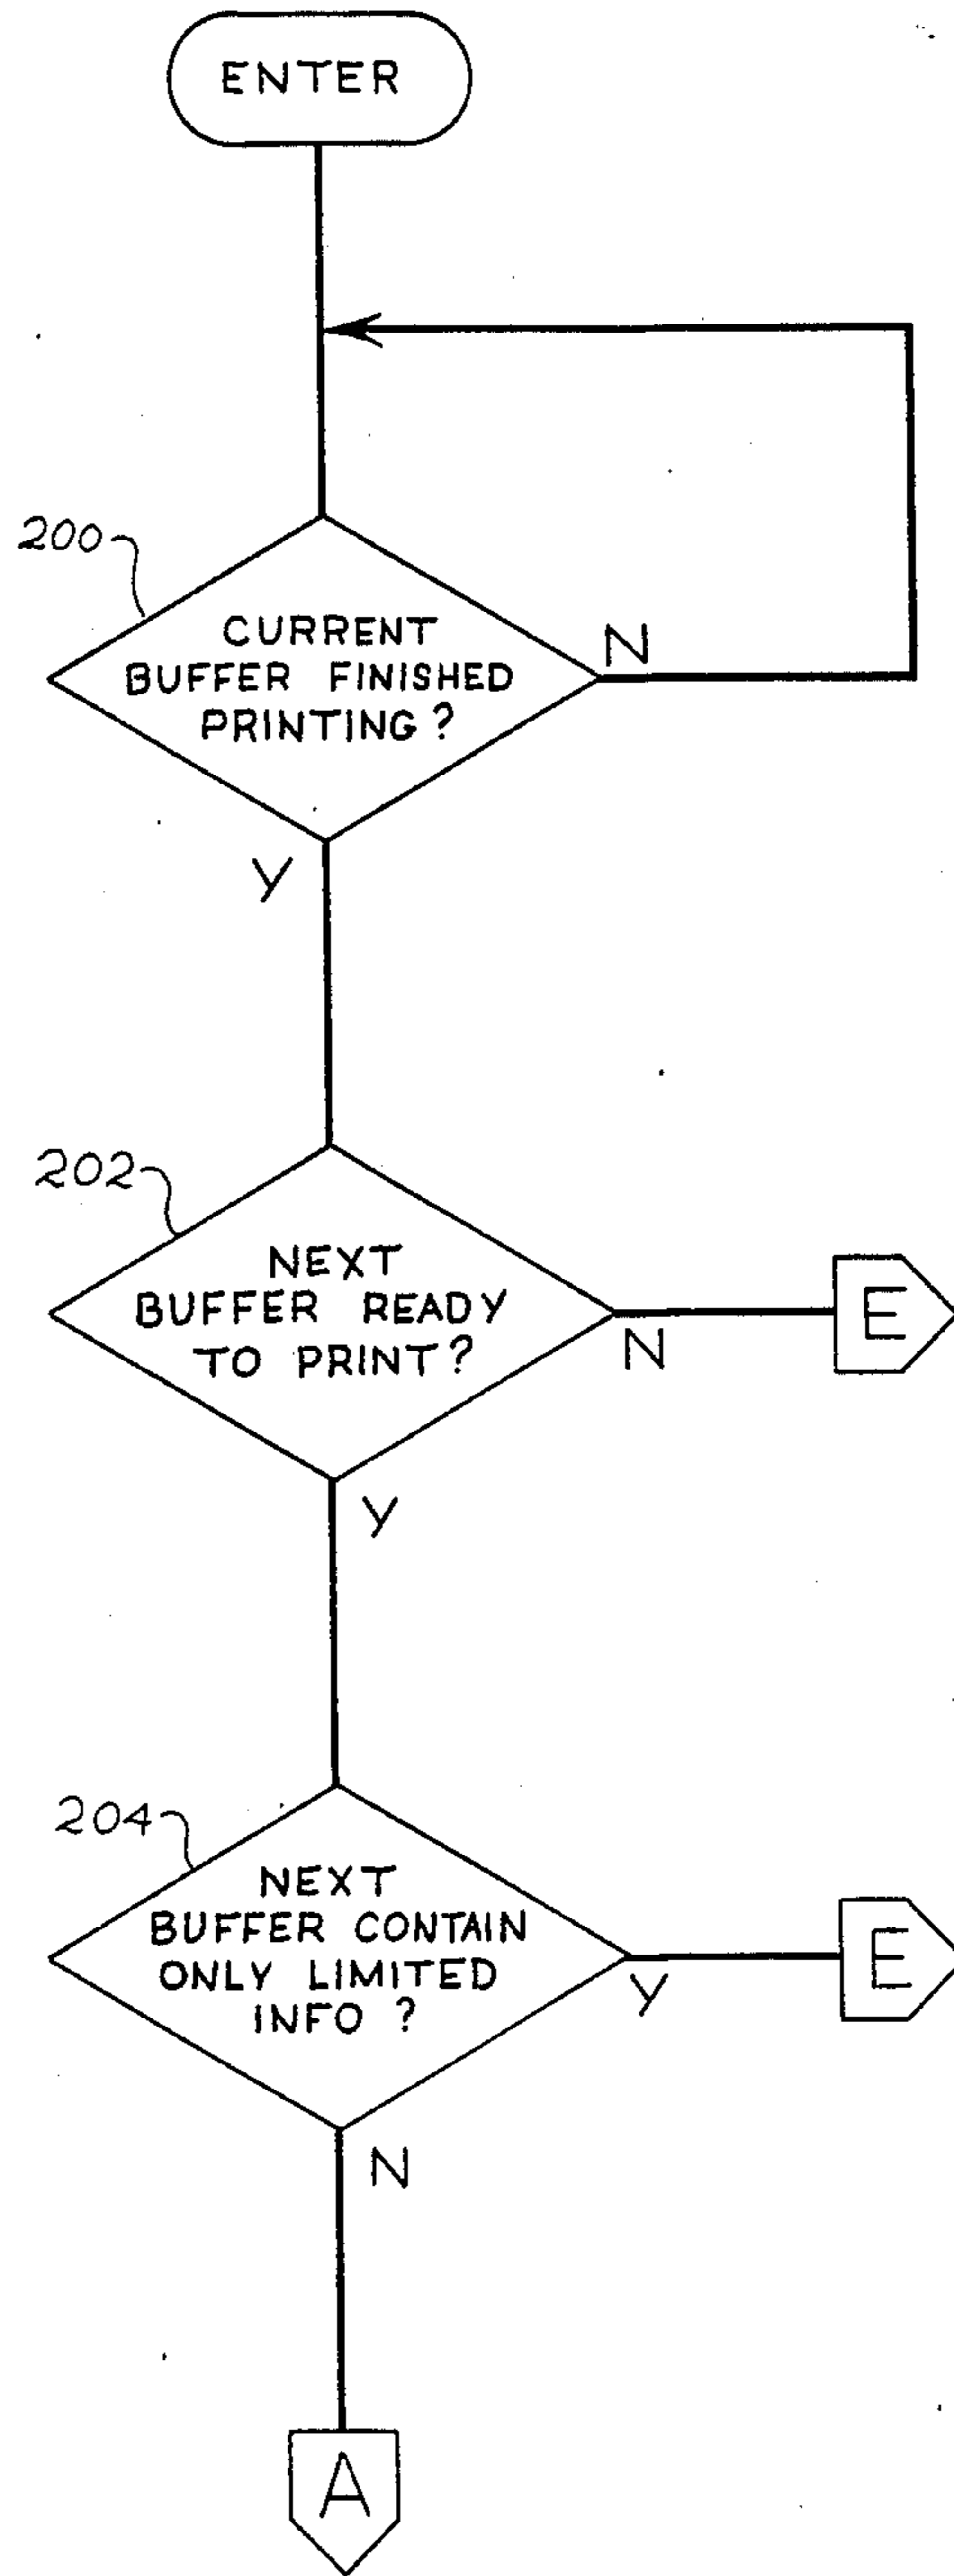 ENTER
200
CURRENT
BUFFER FINISHED
PRINTING?
N
Y
202
NEXT
BUFFER READY
TO PRINT?
N
E
Y
204
NEXT
BUFFER CONTAIN
ONLY LIMITED
INFO ?
Y
E
N
A